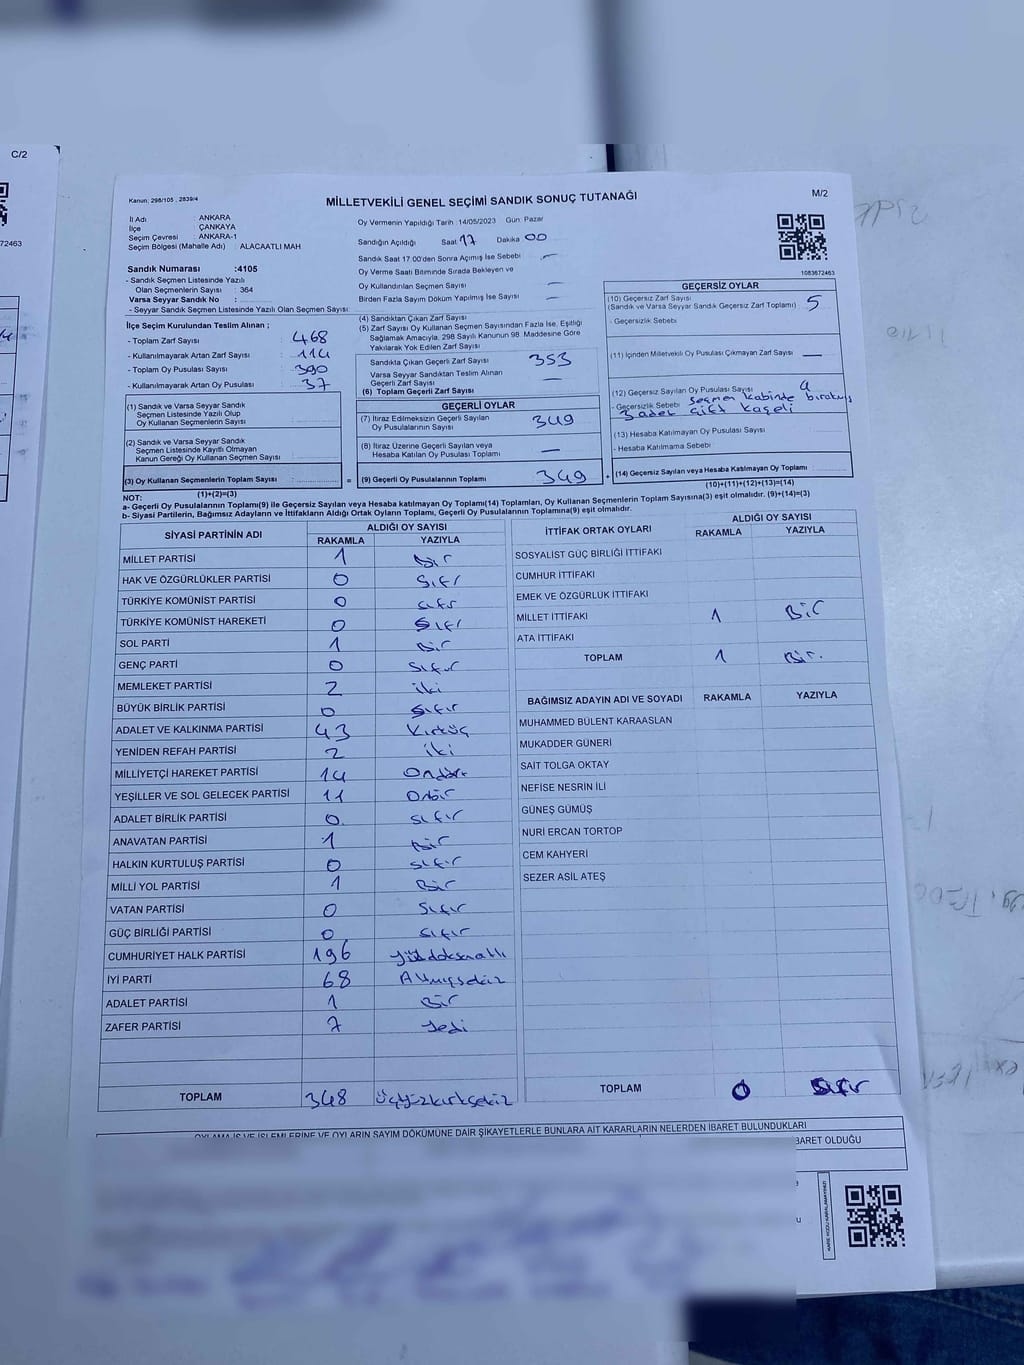 C/2
72463
Kanun; 298/105 , 2839/4
MİLLETVEKİLİ GENEL SEÇİMİ SANDIK SONUÇ TUTANAĞI
M/2
İl Adı : ANKARA
İlçe : ÇANKAYA
Seçim Çevresi : ANKARA-1
Seçim Bölgesi (Mahalle Adı) : ALACAATLI MAH
Oy Vermenin Yapıldığı Tarih :14/05/2023 Gün: Pazar
Sandığın Açıldığı Saat 17 Dakika 00
Sandık Saat 17:00'den Sonra Açımış İse Sebebi —
Oy Verme Saati Bitiminde Sırada Bekleyen ve
Oy Kullandırılan Seçmen Sayısı —
Birden Fazla Sayım Döküm Yapılmış İse Sayısı —
1083672463
Sandık Numarası :4105
- Sandık Seçmen Listesinde Yazılı
Olan Seçmenlerin Sayısı : 364
Varsa Seyyar Sandık No :
- Seyyar Sandık Seçmen Listesinde Yazılı Olan Seçmen Sayısı:
İlçe Seçim Kurulundan Teslim Alınan ;
- Toplam Zarf Sayısı : 468
- Kullanılmayarak Artan Zarf Sayısı : 114
- Toplam Oy Pusulası Sayısı : 390
- Kullanılmayarak Artan Oy Pusulası : 37
(1) Sandık ve Varsa Seyyar Sandık
Seçmen Listesinde Yazılı Olup
Oy Kullanan Seçmenlerin Sayısı
(2) Sandık ve Varsa Seyyar Sandık
Seçmen Listesinde Kayıtlı Olmayan
Kanun Gereği Oy Kullanan Seçmen Sayısı
(3) Oy Kullanan Seçmenlerin Toplam Sayısı : =
(1)+(2)=(3)
(4) Sandıktan Çıkan Zarf Sayısı
(5) Zarf Sayısı Oy Kullanan Seçmen Sayısından Fazla İse, Eşitliği
Sağlamak Amacıyla, 298 Sayılı Kanunun 98. Maddesine Göre
Yakılarak Yok Edilen Zarf Sayısı
Sandıkta Çıkan Geçerli Zarf Sayısı 353
Varsa Seyyar Sandıktan Teslim Alınan
Geçerli Zarf Sayısı —
(6) Toplam Geçerli Zarf Sayısı
GEÇERLİ OYLAR
(7) İtiraz Edilmeksizin Geçerli Sayılan
Oy Pusulalarının Sayısı 349
(8) İtiraz Üzerine Geçerli Sayılan veya
Hesaba Katılan Oy Pusulası Toplamı —
(9) Geçerli Oy Pusulalarının Toplamı 349 +
GEÇERSİZ OYLAR
(10) Geçersiz Zarf Sayısı
(Sandık ve Varsa Seyyar Sandık Geçersiz Zarf Toplamı) 5
- Geçersizlik Sebebi
(11) İçinden Milletvekili Oy Pusulası Çıkmayan Zarf Sayısı —
(12) Geçersiz Sayılan Oy Pusulası Sayısı 4
- Geçersizlik Sebebi seçmen kabinde bırakmış
3 adet çift kaşeli
(13) Hesaba Katılmayan Oy Pusulası Sayısı
- Hesaba Katılmama Sebebi
(14) Geçersiz Sayılan veya Hesaba Katılmayan Oy Toplamı
(10)+(11)+(12)+(13)=(14)
NOT:
a- Geçerli Oy Pusulalarının Toplamı(9) ile Geçersiz Sayılan veya Hesaba katılmayan Oy Toplamı(14) Toplamları, Oy Kullanan Seçmenlerin Toplam Sayısına(3) eşit olmalıdır. (9)+(14)=(3)
b- Siyasi Partilerin, Bağımsız Adayların ve İttifakların Aldığı Ortak Oyların Toplamı, Geçerli Oy Pusulalarının Toplamına(9) eşit olmalıdır.
SİYASİ PARTİNİN ADI
ALDIĞI OY SAYISI
RAKAMLA YAZIYLA
MİLLET PARTİSİ 1 Bir
HAK VE ÖZGÜRLÜKLER PARTİSİ 0 Sıfır
TÜRKİYE KOMÜNİST PARTİSİ 0 sıfır
TÜRKİYE KOMÜNİST HAREKETİ 0 Sıfır
SOL PARTİ 1 Bir
GENÇ PARTİ 0 Sıfır
MEMLEKET PARTİSİ 2 iki
BÜYÜK BİRLİK PARTİSİ 0 Sıfır
ADALET VE KALKINMA PARTİSİ 43 Kırküç
YENİDEN REFAH PARTİSİ 2 iki
MİLLİYETÇİ HAREKET PARTİSİ 14 Ondört
YEŞİLLER VE SOL GELECEK PARTİSİ 11 Onbir
ADALET BİRLİK PARTİSİ 0 sıfır
ANAVATAN PARTİSİ 1 Bir
HALKIN KURTULUŞ PARTİSİ 0 sıfır
MİLLİ YOL PARTİSİ 1 Bir
VATAN PARTİSİ 0 Sıfır
GÜÇ BİRLİĞİ PARTİSİ 0 sıfır
CUMHURİYET HALK PARTİSİ 196 yüzdoksanaltı
İYİ PARTİ 68 Altmışsekiz
ADALET PARTİSİ 1 Bir
ZAFER PARTİSİ 7 Yedi
TOPLAM 348 üçyüzkırksekiz
İTTİFAK ORTAK OYLARI
ALDIĞI OY SAYISI
RAKAMLA YAZIYLA
SOSYALİST GÜÇ BİRLİĞİ İTTİFAKI
CUMHUR İTTİFAKI
EMEK VE ÖZGÜRLÜK İTTİFAKI
MİLLET İTTİFAKI 1 Bir
ATA İTTİFAKI
TOPLAM 1 Bir.
BAĞIMSIZ ADAYIN ADI VE SOYADI RAKAMLA YAZIYLA
MUHAMMED BÜLENT KARAASLAN
MUKADDER GÜNERİ
SAİT TOLGA OKTAY
NEFİSE NESRİN İLİ
GÜNEŞ GÜMÜŞ
NURİ ERCAN TORTOP
CEM KAHYERİ
SEZER ASİL ATEŞ
TOPLAM 0 Sıfır
OYLAMA İŞ VE İŞLEMLERİNE VE OYLARIN SAYIM DÖKÜMÜNE DAİR ŞİKAYETLERLE BUNLARA AİT KARARLARIN NELERDEN İBARET BULUNDUKLARI
BARET OLDUĞU